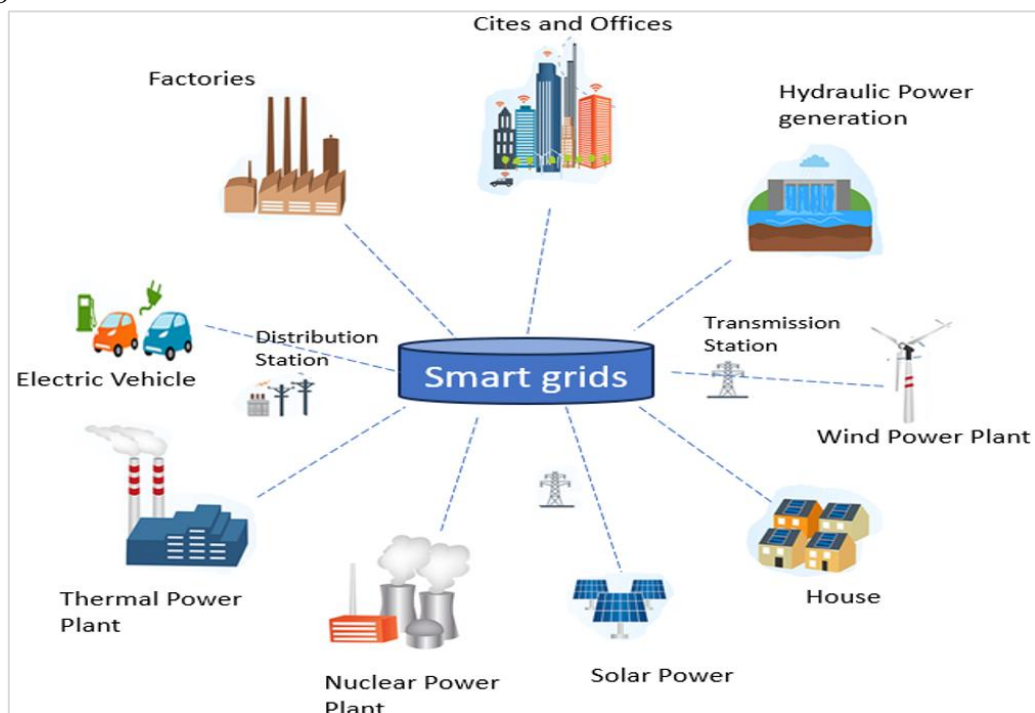 Cites and Offices
Factories
Hydraulic Power
generation
Transmission
Station
Distribution
Station
Smart grids
Electric Vehicle
Wind Power Plant
Thermal Power
Plant
House
Solar Power
Nuclear Power
Plant